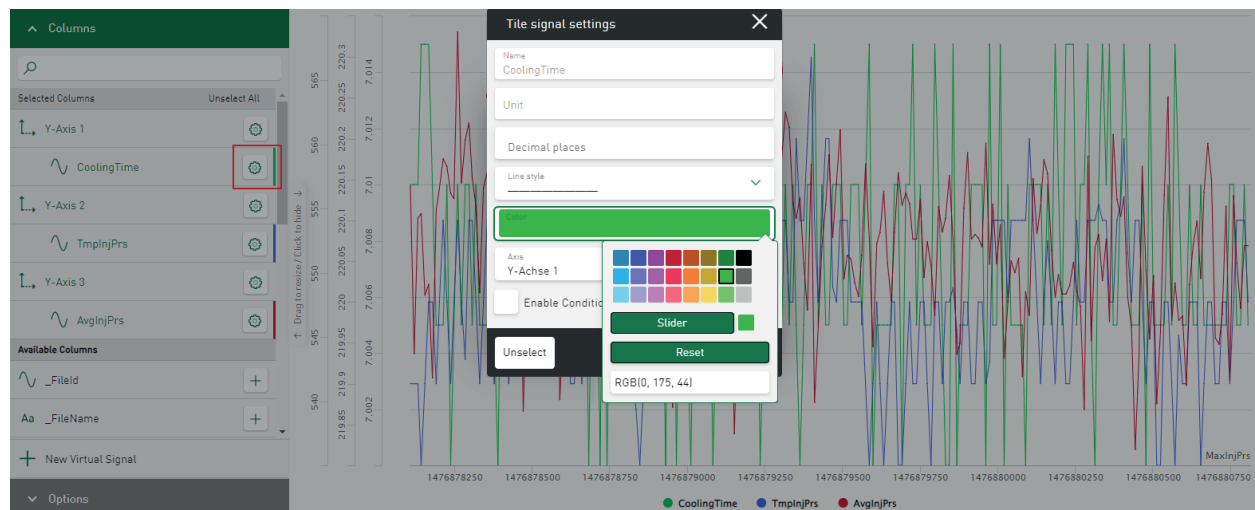 Columns
Selected Columns
Unselect All
Y-Axis 1
CoolingTime
Y-Axis 2
TmpInjPrs
Y-Axis 3
AvgInjPrs
Available Columns
_FileId
Aa _FileName
New Virtual Signal
Options
← Drag to resize / Click to hide →
565
560
555
550
545
540
220.3
220.25
220.2
220.15
220.1
220.05
220
219.95
219.9
219.85
7.014
7.012
7.01
7.008
7.006
7.004
7.002
Tile signal settings
Name
CoolingTime
Unit
Decimal places
Line style
Color
Axis
Y-Achse 1
Enable Conditio
Unselect
Slider
Reset
RGB(0, 175, 44)
MaxInjPrs
1476878250 1476878500 1476878750 1476879000 1476879250 1476879500 1476879750 1476880000 1476880250 1476880500 1476880750
CoolingTime TmpInjPrs AvgInjPrs